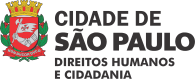 CIDADE DE
SÃO PAULO
DIREITOS HUMANOS
E CIDADANIA